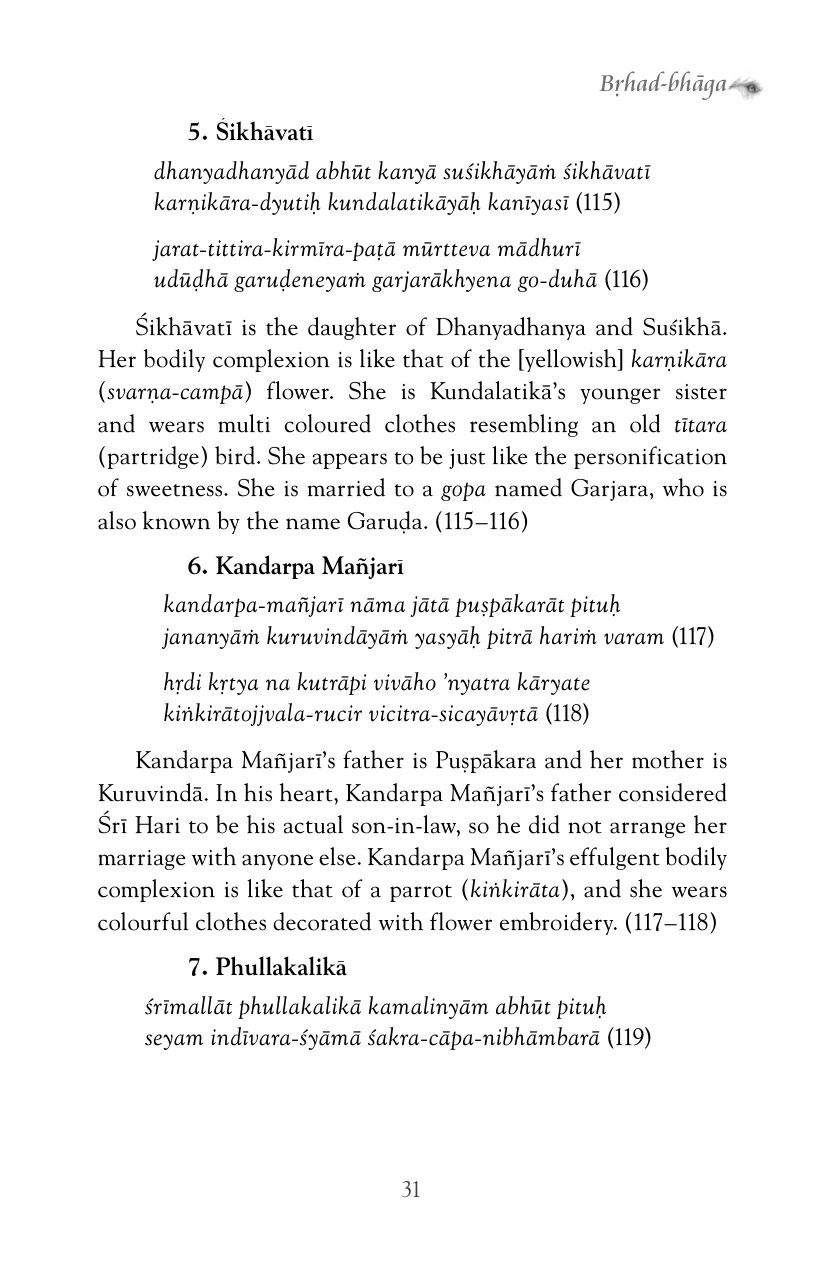 Bṛhad-bhāga
5. Śikhāvatī
dhanyadhanyād abhūt kanyā suśikhāyāṁ śikhāvatī
karṇikāra-dyutiḥ kundalatikāyāḥ kanīyasī (115)
jarat-tittira-kirmīra-paṭā mūrtteva mādhurī
udūḍhā garuḍeneyaṁ garjarākhyena go-duhā (116)
Śikhāvatī is the daughter of Dhanyadhanya and Suśikhā.
Her bodily complexion is like that of the [yellowish] karṇikāra
(svarṇa-campā) flower. She is Kundalatikā’s younger sister
and wears multi coloured clothes resembling an old tītara
(partridge) bird. She appears to be just like the personification
of sweetness. She is married to a gopa named Garjara, who is
also known by the name Garuḍa. (115–116)
6. Kandarpa Mañjarī
kandarpa-mañjarī nāma jātā puṣpākarāt pituḥ
jananyāṁ kuruvindāyāṁ yasyāḥ pitrā hariṁ varam (117)
hṛdi kṛtya na kutrāpi vivāho ’nyatra kāryate
kiṅkirātojjvala-rucir vicitra-sicayāvṛtā (118)
Kandarpa Mañjarī’s father is Puṣpākara and her mother is
Kuruvindā. In his heart, Kandarpa Mañjarī’s father considered
Śrī Hari to be his actual son-in-law, so he did not arrange her
marriage with anyone else. Kandarpa Mañjarī’s effulgent bodily
complexion is like that of a parrot (kiṅkirāta), and she wears
colourful clothes decorated with flower embroidery. (117–118)
7. Phullakalikā
śrīmallāt phullakalikā kamalinyām abhūt pituḥ
seyam indīvara-śyāmā śakra-cāpa-nibhāmbarā (119)
31